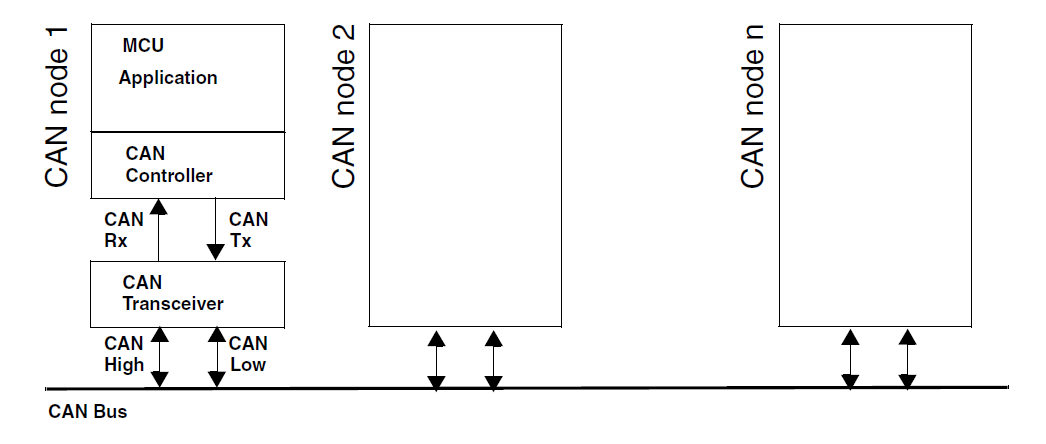 CAN node 1
MCU
Application
CAN
Controller
CAN
Rx
CAN
Tx
CAN
Transceiver
CAN
High
CAN
Low
CAN node 2
CAN node n
CAN Bus